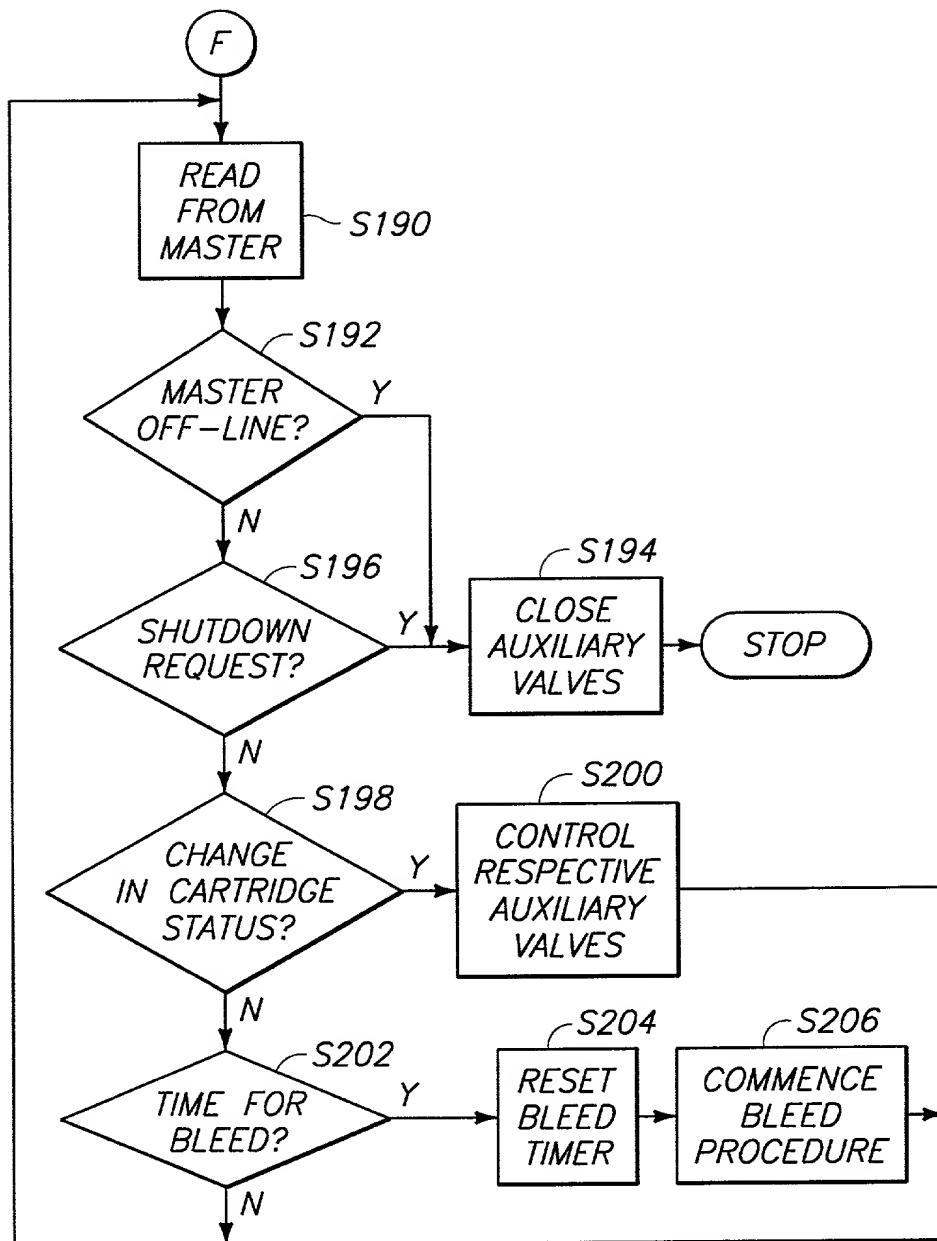 F
READ
FROM
MASTER
S190
S192
MASTER
OFF-LINE?
Y
N
S196
SHUTDOWN
REQUEST?
Y
N
S194
CLOSE
AUXILIARY
VALVES
STOP
S198
CHANGE
IN CARTRIDGE
STATUS?
Y
N
S200
CONTROL
RESPECTIVE
AUXILIARY
VALVES
S202
TIME FOR
BLEED?
Y
N
S204
RESET
BLEED
TIMER
S206
COMMENCE
BLEED
PROCEDURE